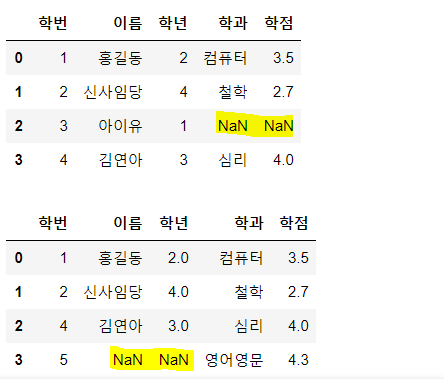 학번 이름 학년 학과 학점
0 1 홍길동 2 컴퓨터 3.5
1 2 신사임당 4 철학 2.7
2 3 아이유 1 NaN NaN
3 4 김연아 3 심리 4.0
학번 이름 학년 학과 학점
0 1 홍길동 2.0 컴퓨터 3.5
1 2 신사임당 4.0 철학 2.7
2 4 김연아 3.0 심리 4.0
3 5 NaN NaN 영어영문 4.3